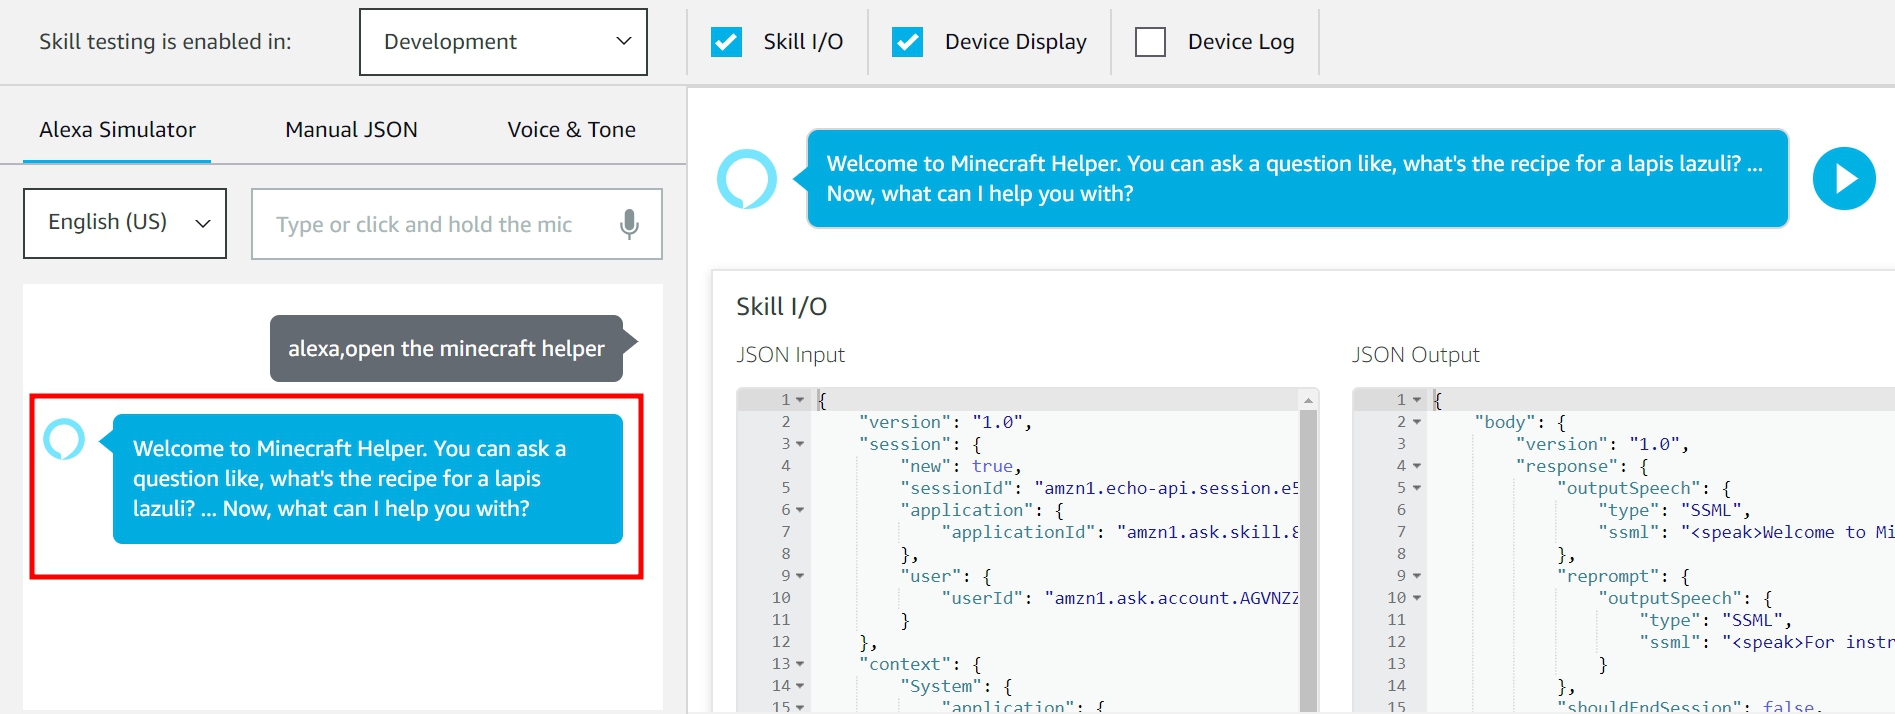 Skill testing is enabled in:
Development
Skill I/O
Device Display
Device Log
Alexa Simulator
Manual JSON
Voice & Tone
English (US)
Type or click and hold the mic
alexa,open the minecraft helper
Welcome to Minecraft Helper. You can ask a
question like, what's the recipe for a lapis
lazuli? ... Now, what can I help you with?
Welcome to Minecraft Helper. You can ask a question like, what's the recipe for a lapis lazuli? ...
Now, what can I help you with?
Skill I/O
JSON Input
1 {
2 "version": "1.0",
3 "session": {
4 "new": true,
5 "sessionId": "amzn1.echo-api.session.e5
6 "application": {
7 "applicationId": "amzn1.ask.skill.8
8 },
9 "user": {
10 "userId": "amzn1.ask.account.AGVNZZ
11 }
12 },
13 "context": {
14 "System": {
15 "application": {
JSON Output
1 {
2 "body": {
3 "version": "1.0",
4 "response": {
5 "outputSpeech": {
6 "type": "SSML",
7 "ssml": "<speak>Welcome to Mi
8 },
9 "reprompt": {
10 "outputSpeech": {
11 "type": "SSML",
12 "ssml": "<speak>For instr
13 }
14 },
15 "shouldEndSession": false,